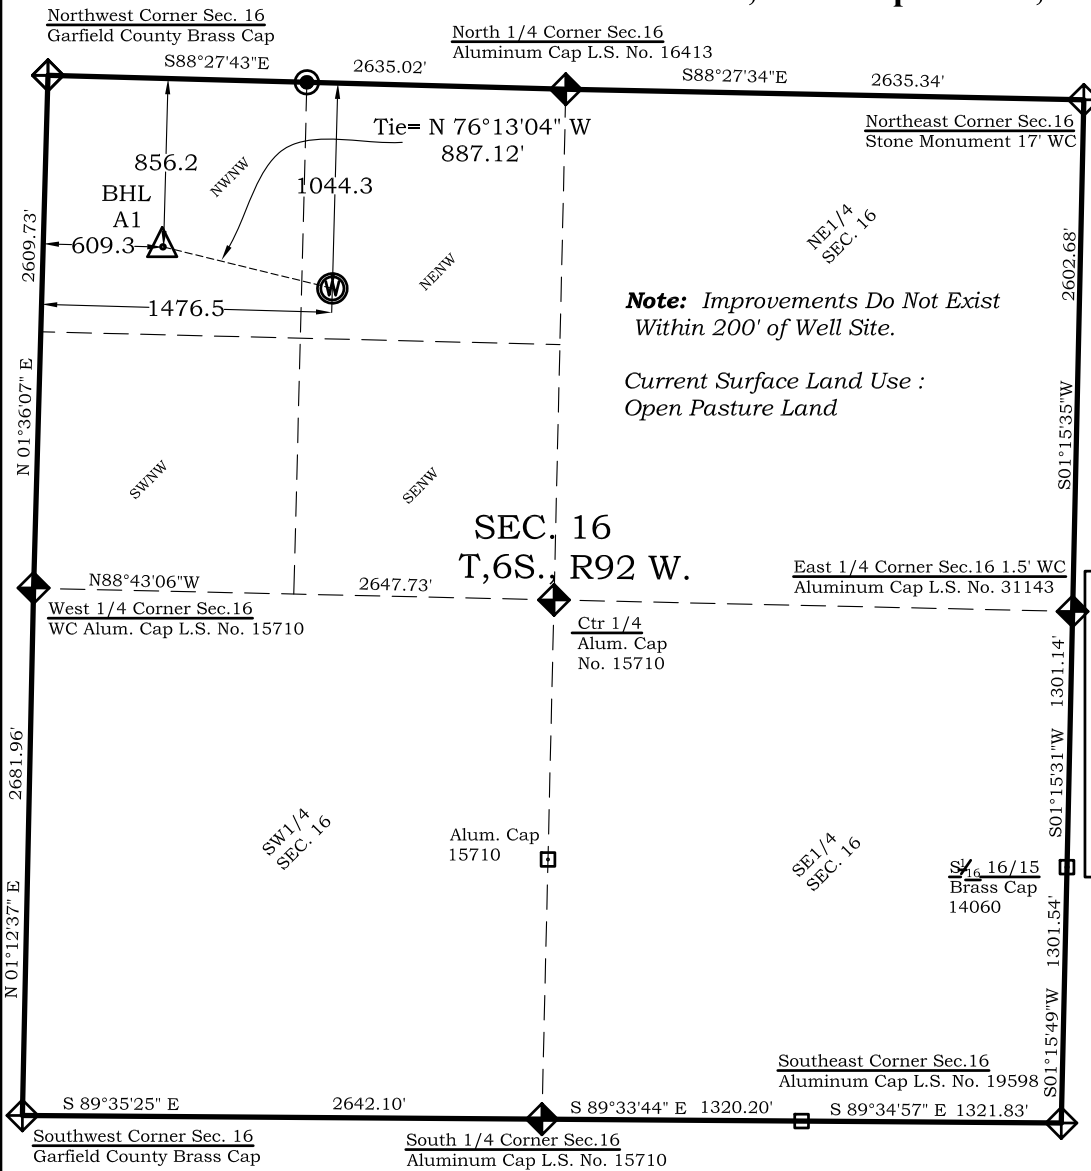 Northwest Corner Sec. 16
Garfield County Brass Cap
North 1/4 Corner Sec.16
Aluminum Cap L.S. No. 16413
S88°27'43"E
2635.02'
S88°27'34"E
2635.34'
Northeast Corner Sec.16
Stone Monument 17' WC
Tie= N 76°13'04" W
887.12'
856.2
NWNW
1044.3
BHL
A1
609.3
W
1476.5
NENW
NE1/4
SEC. 16
2609.73'
N 01°36'07" E
2602.68'
S01°15'35"W
Note: Improvements Do Not Exist
Within 200' of Well Site.
Current Surface Land Use :
Open Pasture Land
SWNW
SENW
SEC. 16
T,6S., R92 W.
N88°43'06"W
2647.73'
East 1/4 Corner Sec.16 1.5' WC
Aluminum Cap L.S. No. 31143
West 1/4 Corner Sec.16
WC Alum. Cap L.S. No. 15710
Ctr 1/4
Alum. Cap
No. 15710
1301.14'
S01°15'31"W
2681.96'
N 01°12'37" E
SW1/4
SEC. 16
Alum. Cap
15710
SE1/4
SEC. 16
S1/16 16/15
Brass Cap
14060
1301.54'
S01°15'49"W
Southeast Corner Sec.16
Aluminum Cap L.S. No. 19598
S 89°35'25" E
2642.10'
S 89°33'44" E
1320.20'
S 89°34'57" E
1321.83'
Southwest Corner Sec. 16
Garfield County Brass Cap
South 1/4 Corner Sec.16
Aluminum Cap L.S. No. 15710